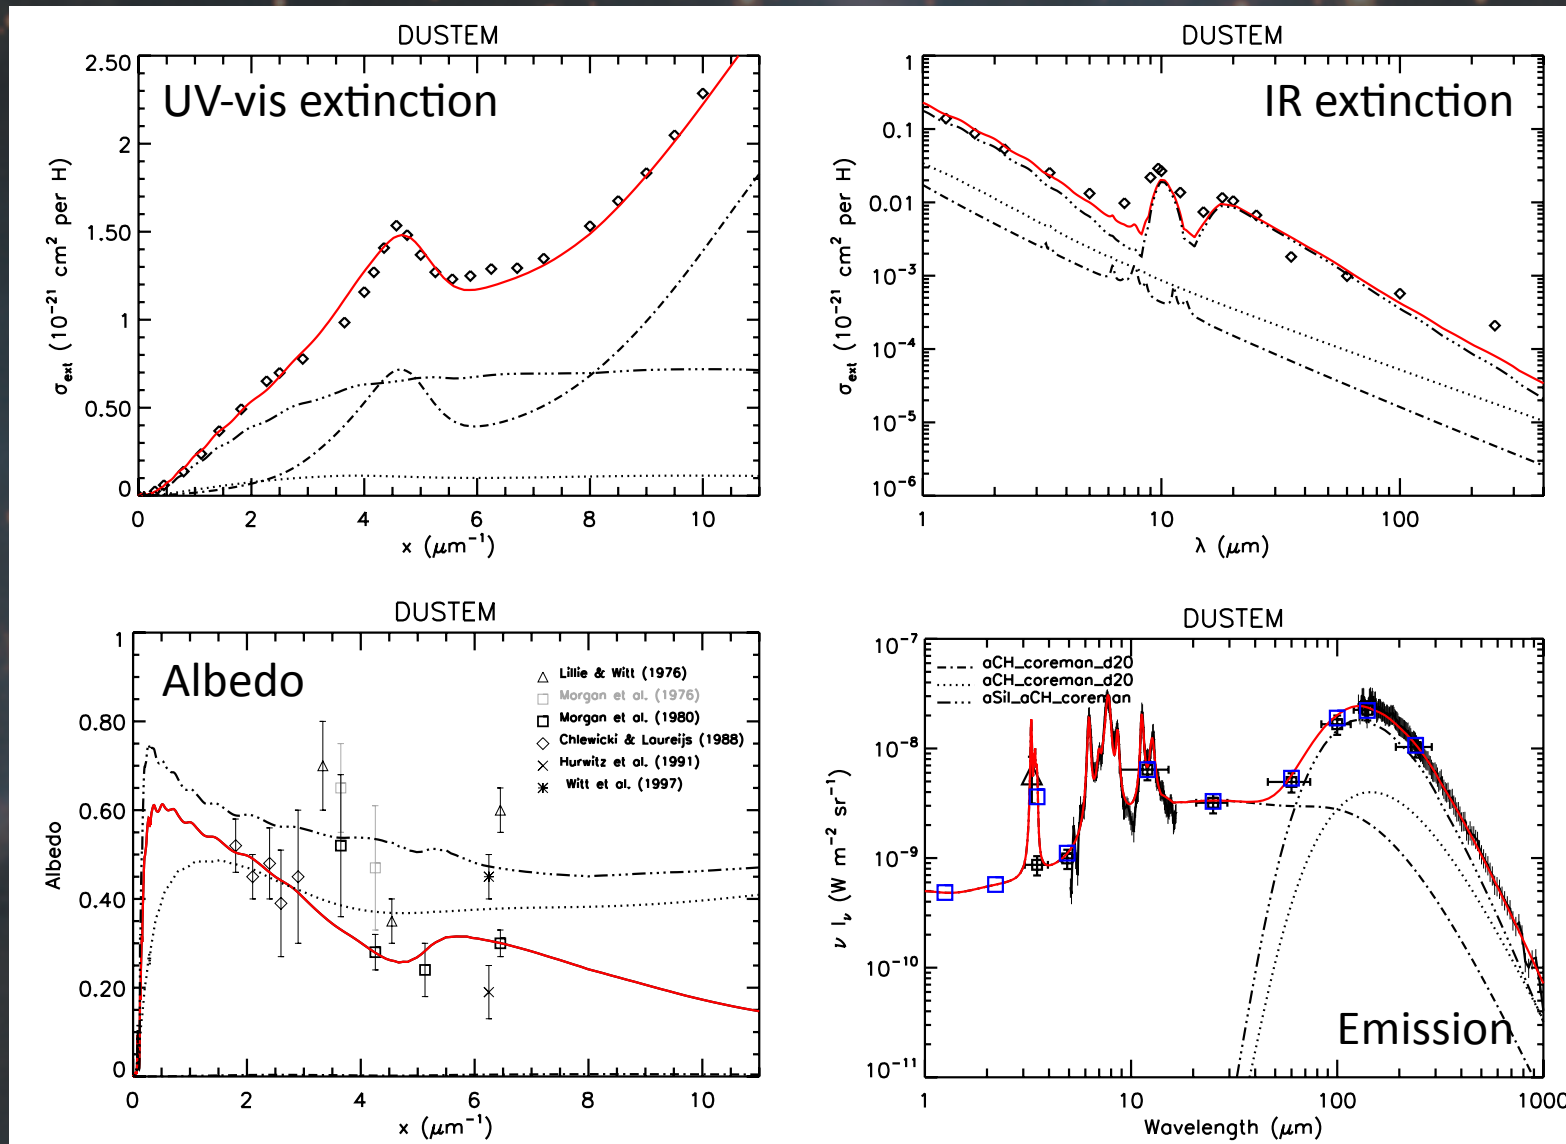 DUSTEM
UV-vis extinction
2.50
2
1.50
1
0.50
0
σext (10⁻²¹ cm² per H)
0 2 4 6 8 10
x (μm⁻¹)
DUSTEM
IR extinction
1
0.1
0.01
10⁻³
10⁻⁴
10⁻⁵
10⁻⁶
σext (10⁻²¹ cm² per H)
1 10 100
λ (μm)
DUSTEM
Albedo
Lillie & Witt (1976)
Morgan et al. (1976)
Morgan et al. (1980)
Chlewicki & Laureijs (1988)
Hurwitz et al. (1991)
Witt et al. (1997)
1
0.80
0.60
0.40
0.20
0
Albedo
0 2 4 6 8 10
x (μm⁻¹)
DUSTEM
aCH_coreman_d20
aCH_coreman_d20
aSil_aCH_coreman
10⁻⁷
10⁻⁸
10⁻⁹
10⁻¹⁰
10⁻¹¹
ν Iν (W m⁻² sr⁻¹)
Emission
1 10 100 1000
Wavelength (μm)